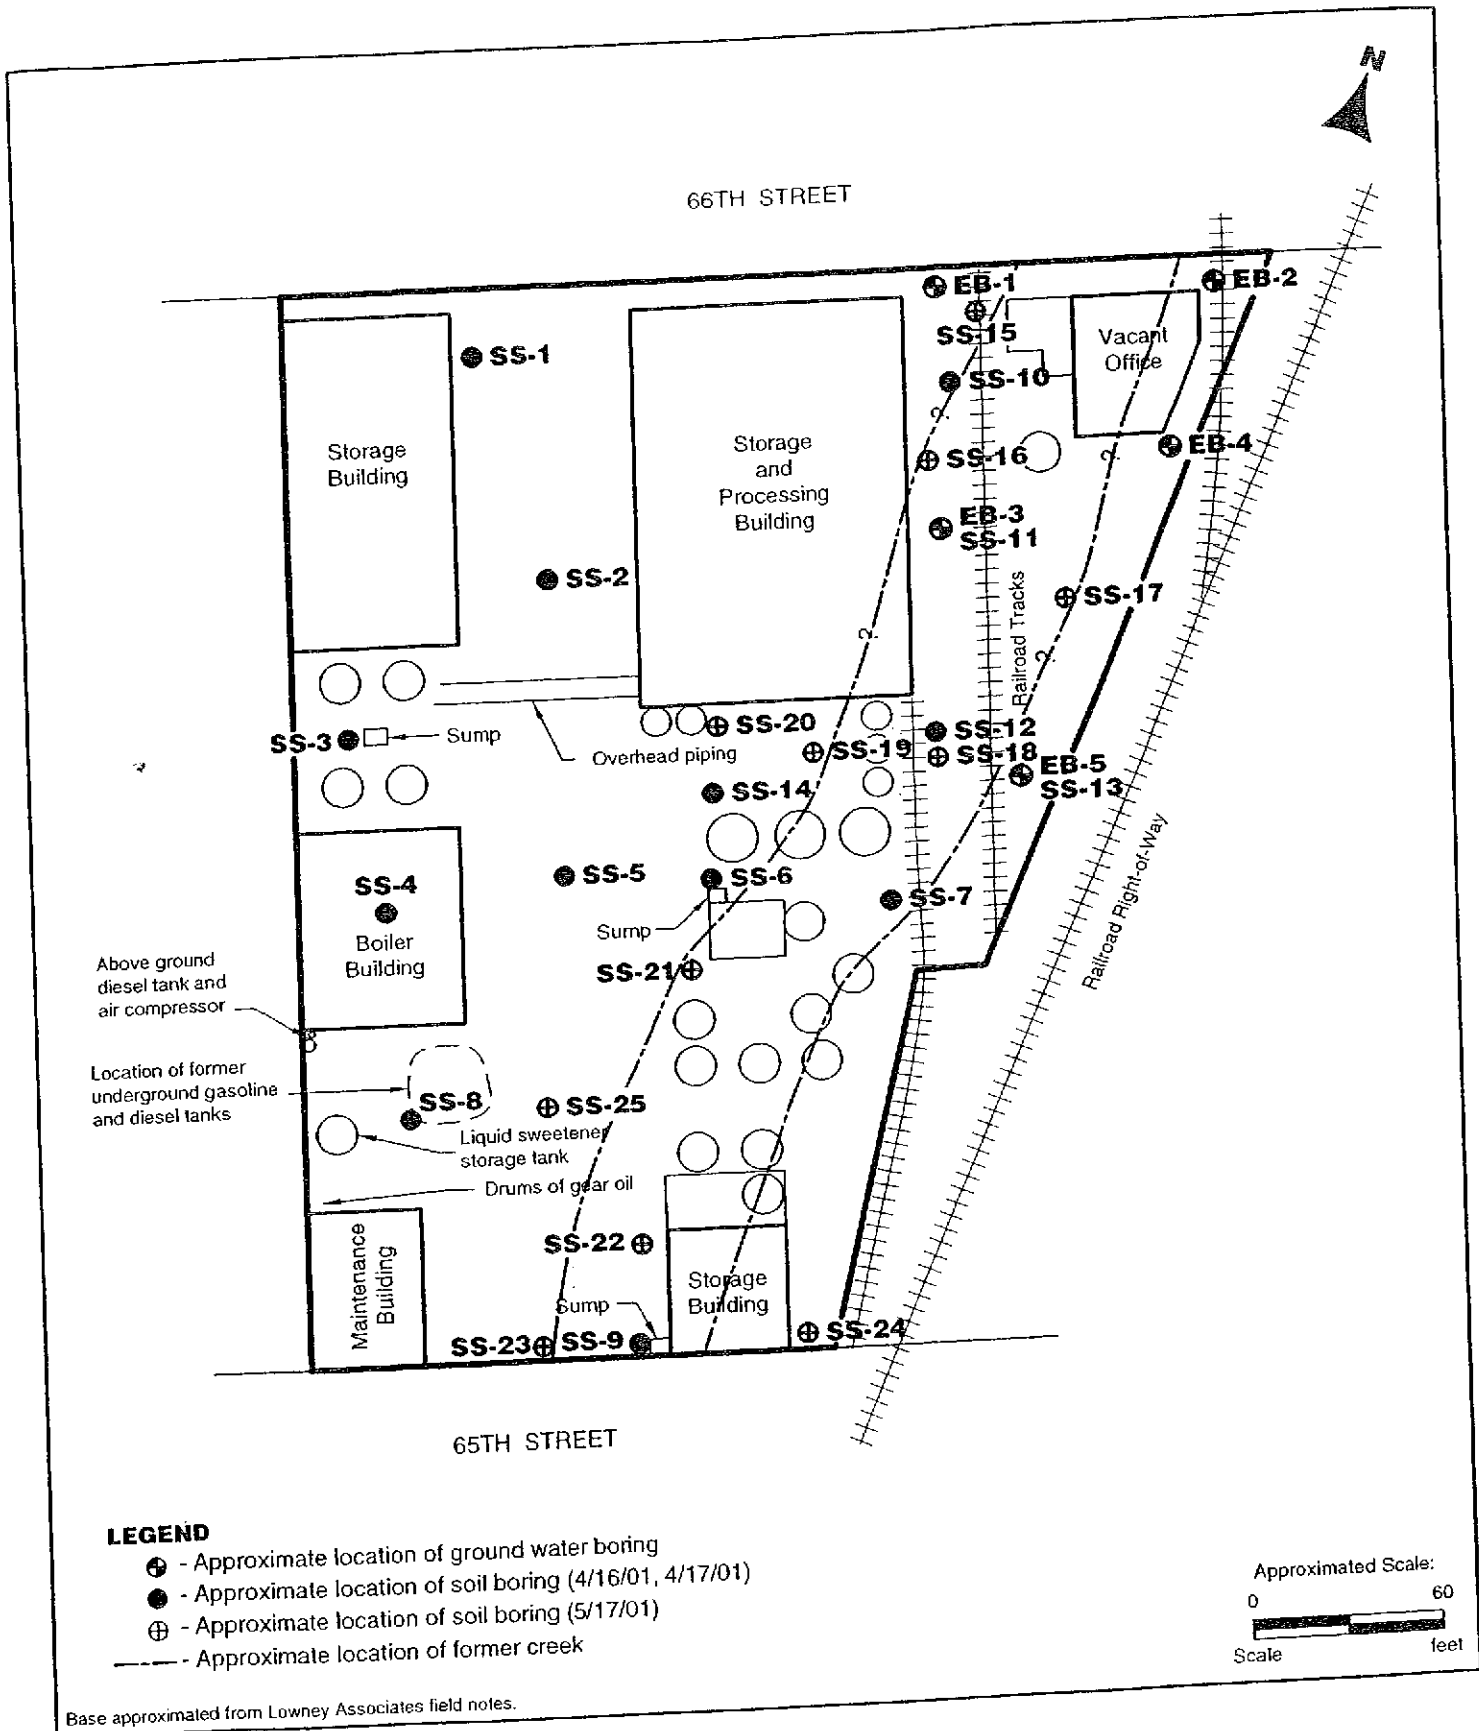 N
66TH STREET
EB-1
EB-2
SS-15
Vacant
Office
SS-1
SS-10
EB-4
Storage
Building
Storage
and
Processing
Building
SS-16
EB-3
SS-11
SS-2
SS-17
Railroad Tracks
?
?
?
?
SS-3
Sump
Overhead piping
SS-20
SS-19
SS-12
SS-18
EB-5
SS-13
SS-14
SS-5
SS-6
SS-7
Sump
Railroad Right-of-Way
SS-4
Boiler
Building
SS-21
Above ground
diesel tank and
air compressor
Location of former
underground gasoline
and diesel tanks
SS-8
SS-25
Liquid sweetener
storage tank
Drums of gear oil
SS-22
Maintenance
Building
Storage
Building
Sump
SS-23
SS-9
SS-24
65TH STREET
LEGEND
- Approximate location of ground water boring
- Approximate location of soil boring (4/16/01, 4/17/01)
- Approximate location of soil boring (5/17/01)
- Approximate location of former creek
Approximated Scale:
0 60
Scale feet
Base approximated from Lowney Associates field notes.